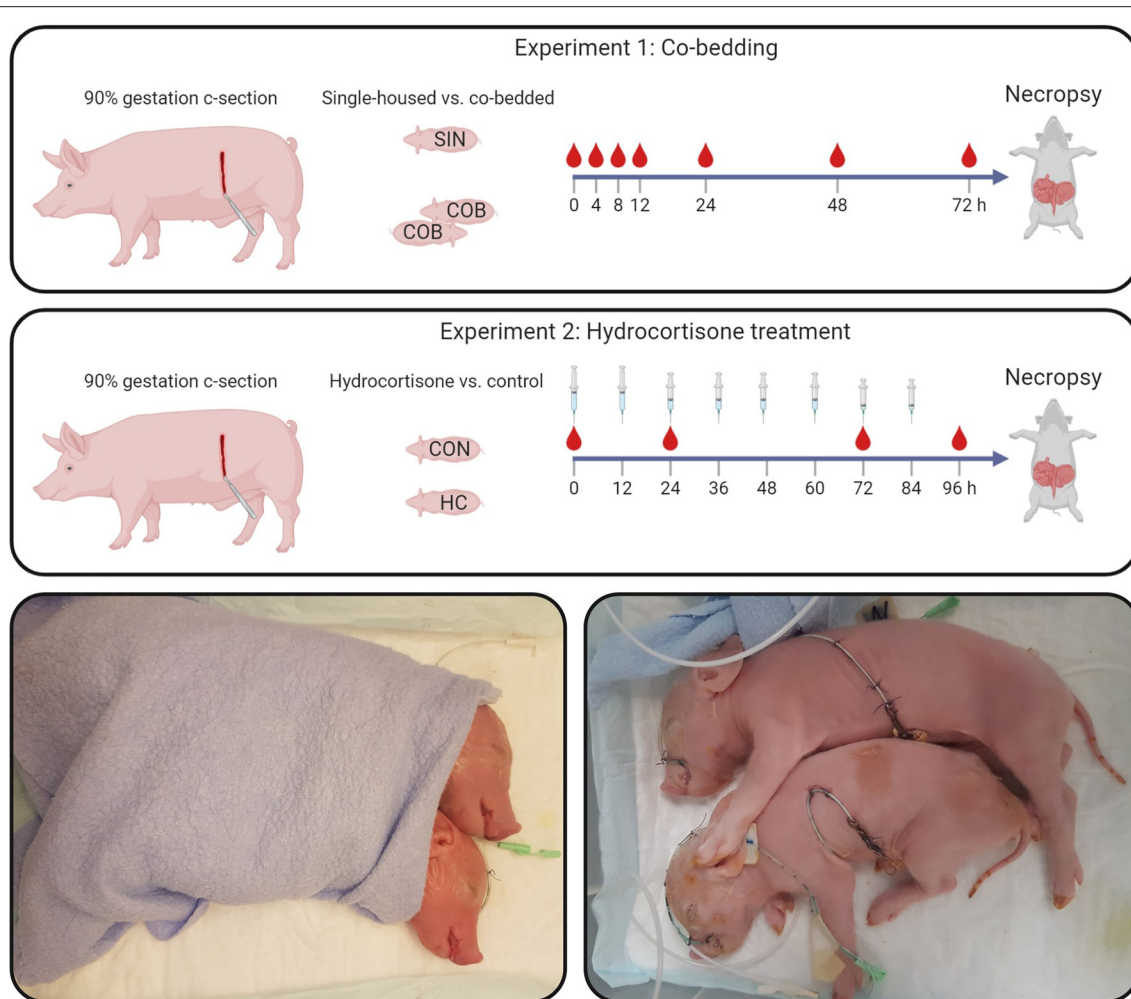 Experiment 1: Co-bedding
90% gestation c-section
Single-housed vs. co-bedded
Necropsy
SIN
COB
COB
0 4 8 12 24 48 72 h
Experiment 2: Hydrocortisone treatment
90% gestation c-section
Hydrocortisone vs. control
Necropsy
CON
HC
0 12 24 36 48 60 72 84 96 h